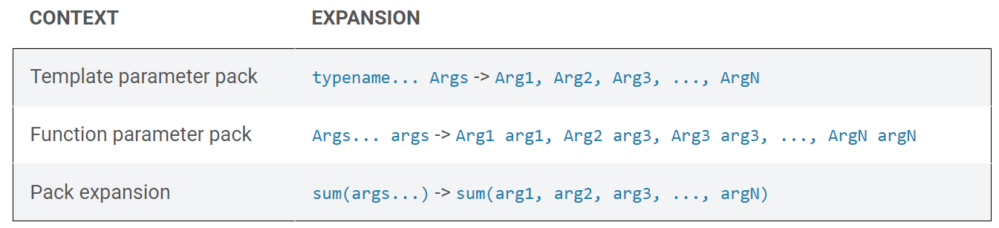 CONTEXT EXPANSION
Template parameter pack typename... Args -> Arg1, Arg2, Arg3, ..., ArgN
Function parameter pack Args... args -> Arg1 arg1, Arg2 arg3, Arg3 arg3, ..., ArgN argN
Pack expansion sum(args...) -> sum(arg1, arg2, arg3, ..., argN)